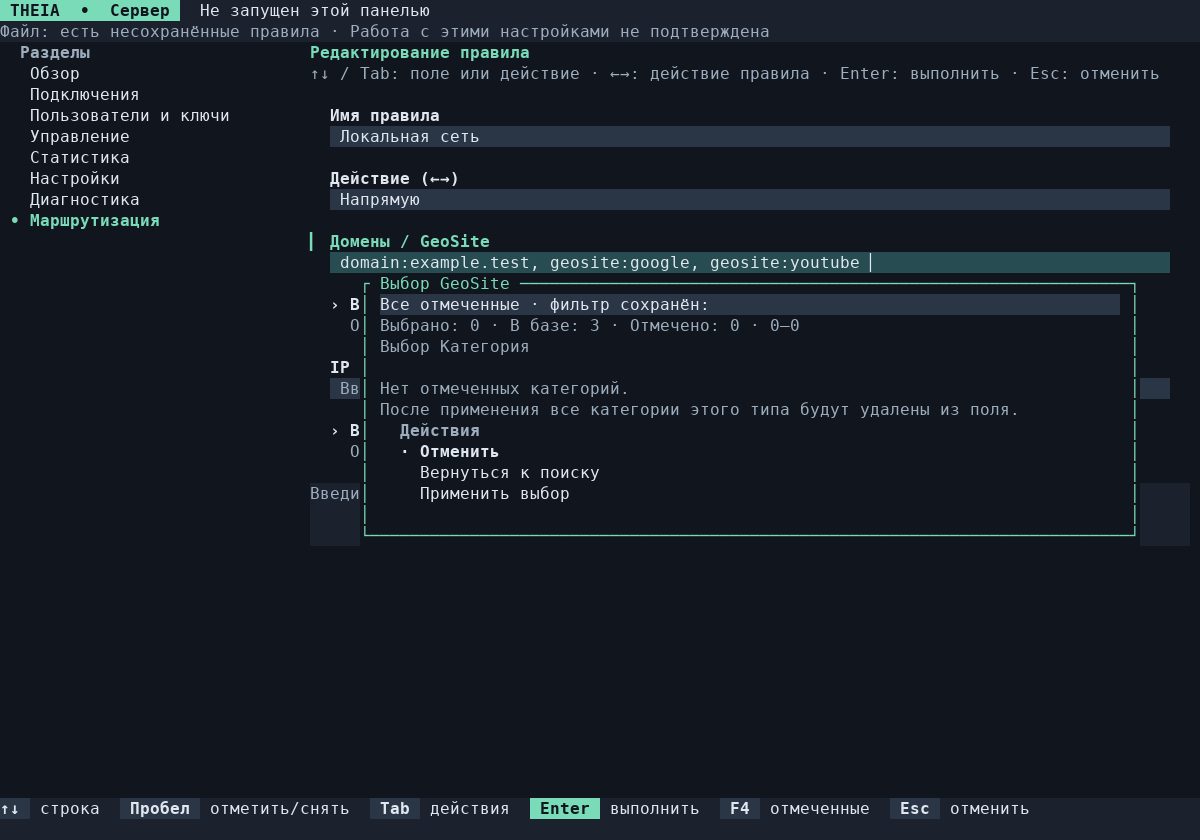 THEIA • Сервер Не запущен этой панелью
Файл: есть несохранённые правила · Работа с этими настройками не подтверждена
Разделы
Обзор
Подключения
Пользователи и ключи
Управление
Статистика
Настройки
Диагностика
• Маршрутизация
Редактирование правила
↑↓ / Tab: поле или действие · ←→: действие правила · Enter: выполнить · Esc: отменить
Имя правила
Локальная сеть
Действие (←→)
Напрямую
Домены / GeoSite
domain:example.test, geosite:google, geosite:youtube
Выбор GeoSite
› В Все отмеченные · фильтр сохранён:
О Выбрано: 0 · В базе: 3 · Отмечено: 0 · 0–0
Выбор Категория
IP
Вв Нет отмеченных категорий.
После применения все категории этого типа будут удалены из поля.
› В Действия
О · Отменить
Вернуться к поиску
Введи Применить выбор
↑↓ строка Пробел отметить/снять Tab действия Enter выполнить F4 отмеченные Esc отменить